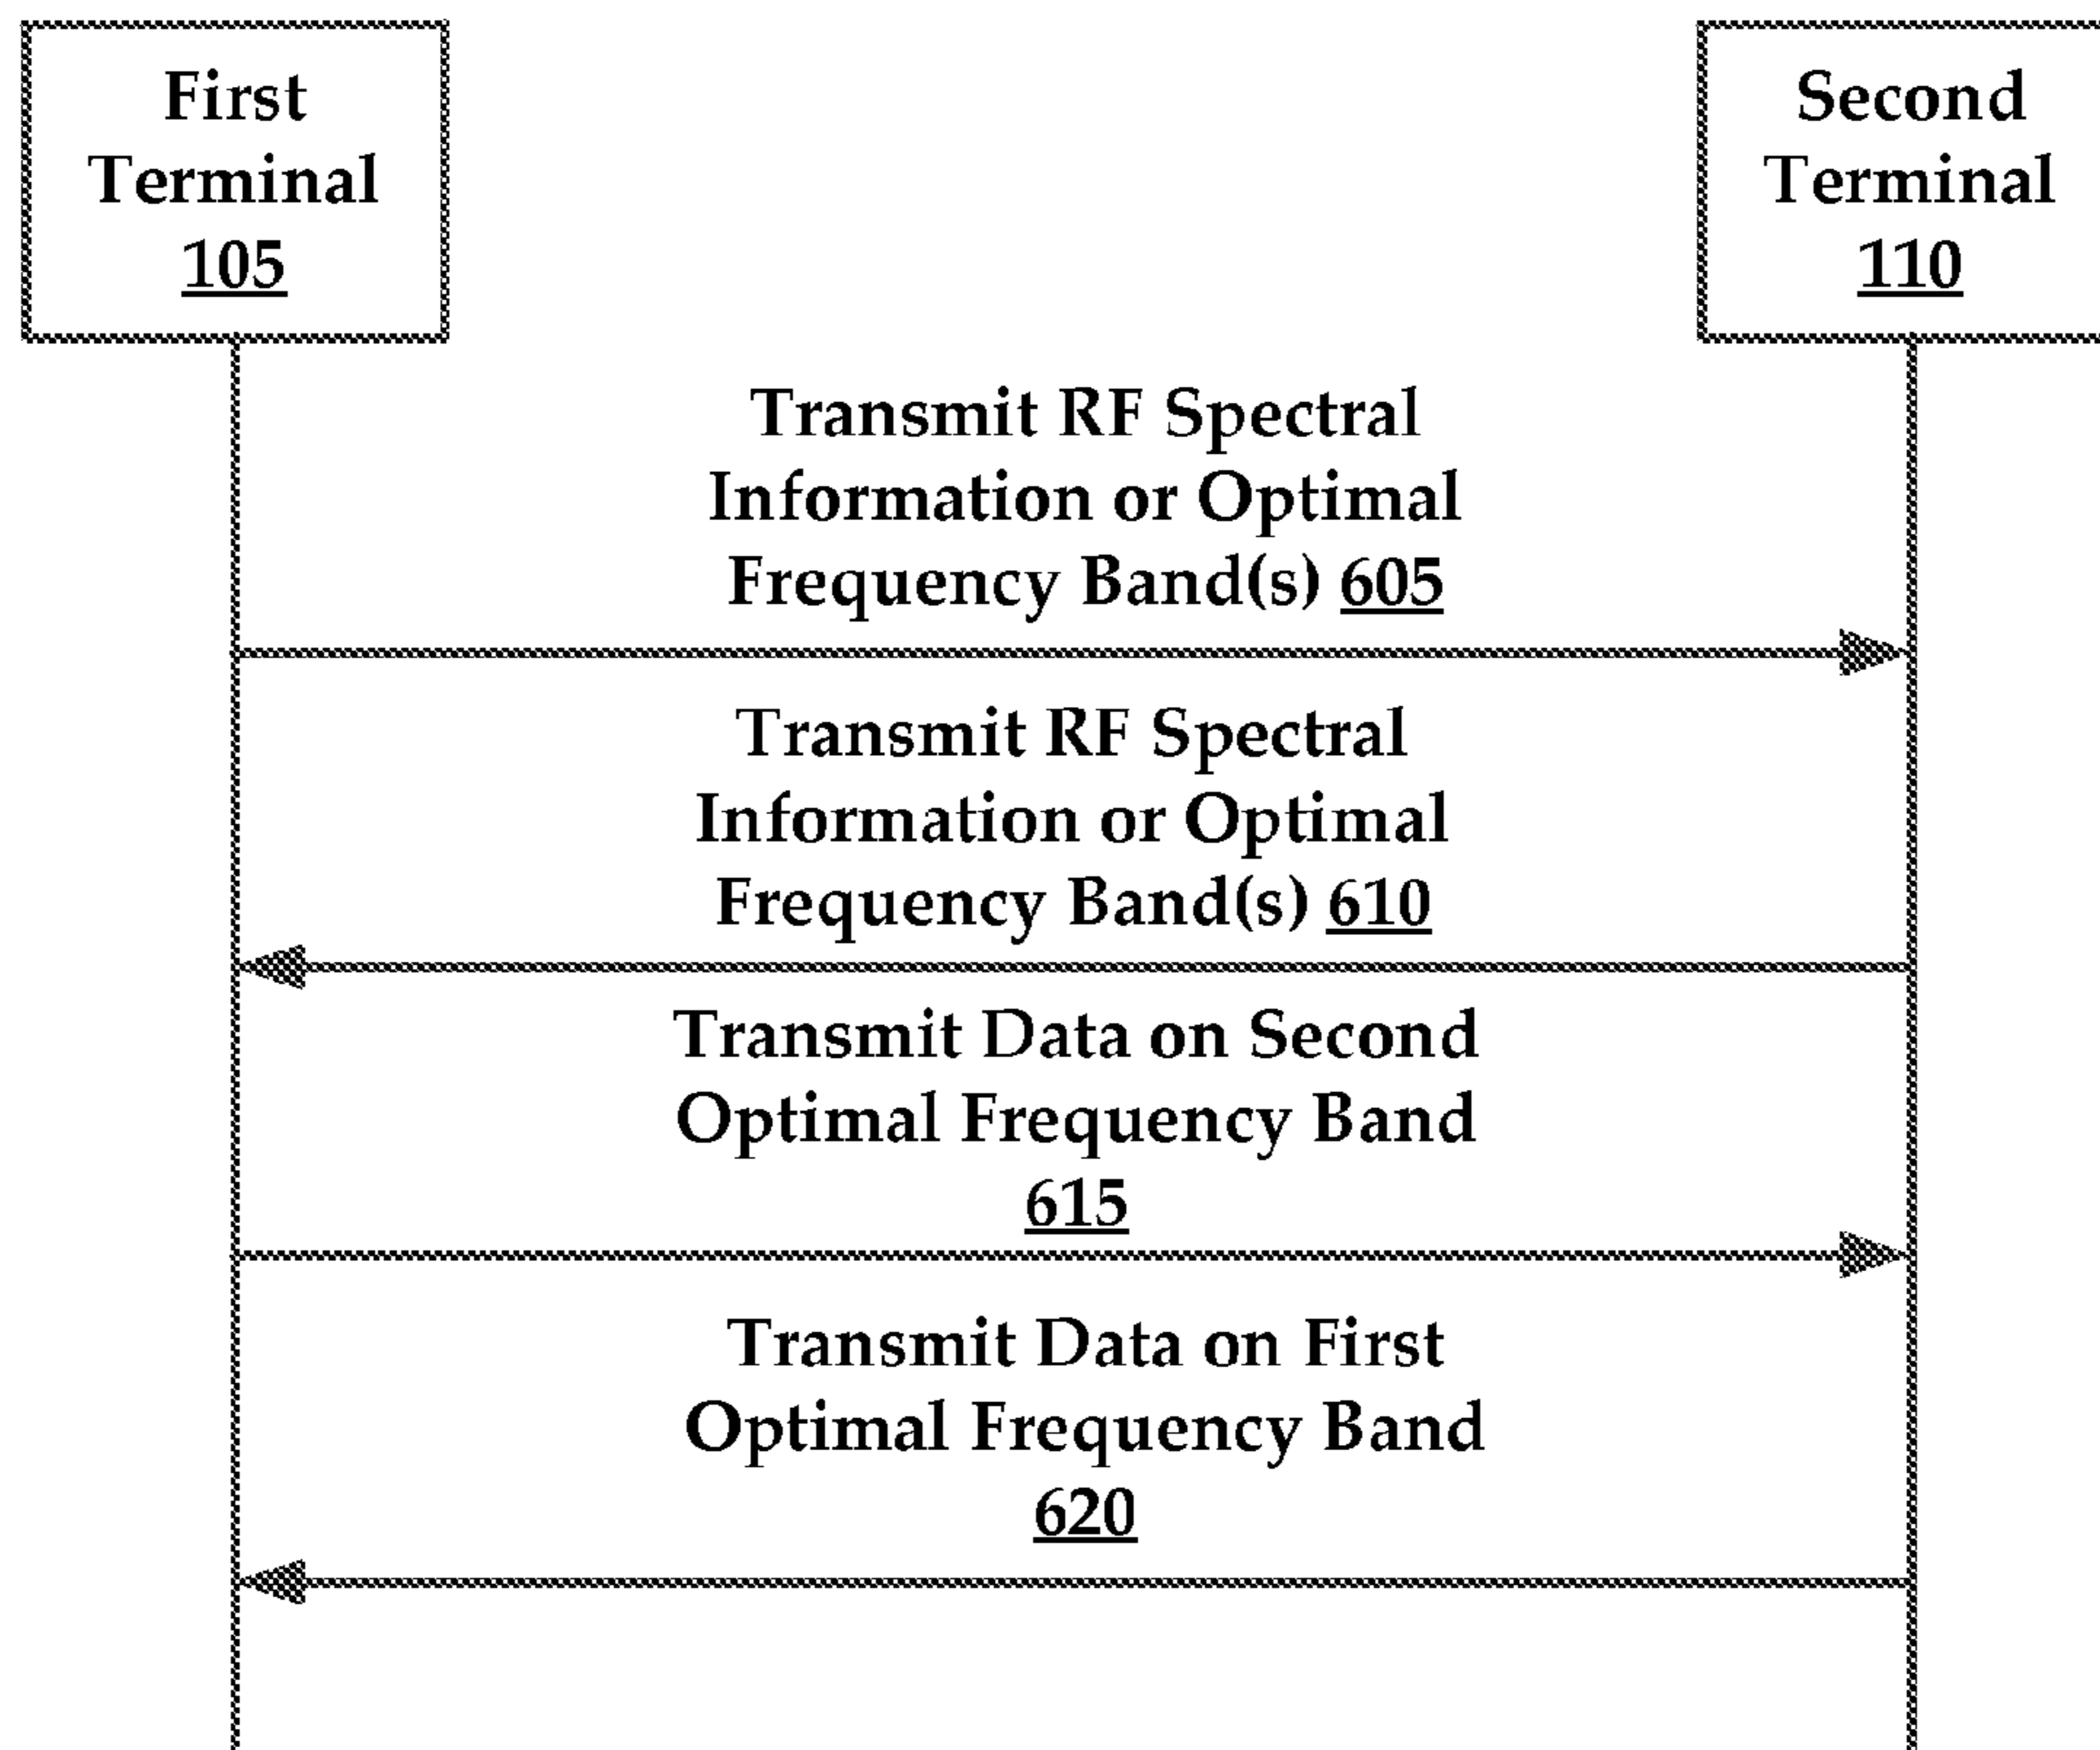 First
Terminal
105
Second
Terminal
110
Transmit RF Spectral
Information or Optimal
Frequency Band(s) 605
Transmit RF Spectral
Information or Optimal
Frequency Band(s) 610
Transmit Data on Second
Optimal Frequency Band
615
Transmit Data on First
Optimal Frequency Band
620